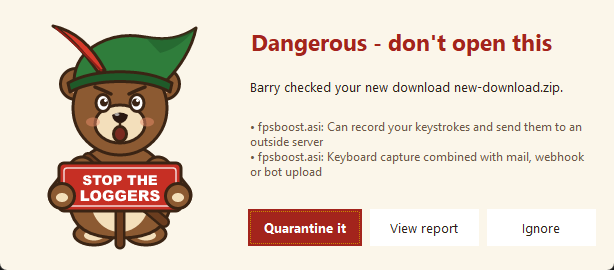 Dangerous - don't open this
Barry checked your new download new-download.zip.
• fpsboost.asi: Can record your keystrokes and send them to an
outside server
• fpsboost.asi: Keyboard capture combined with mail, webhook
or bot upload
STOP THE
LOGGERS
Quarantine it
View report
Ignore